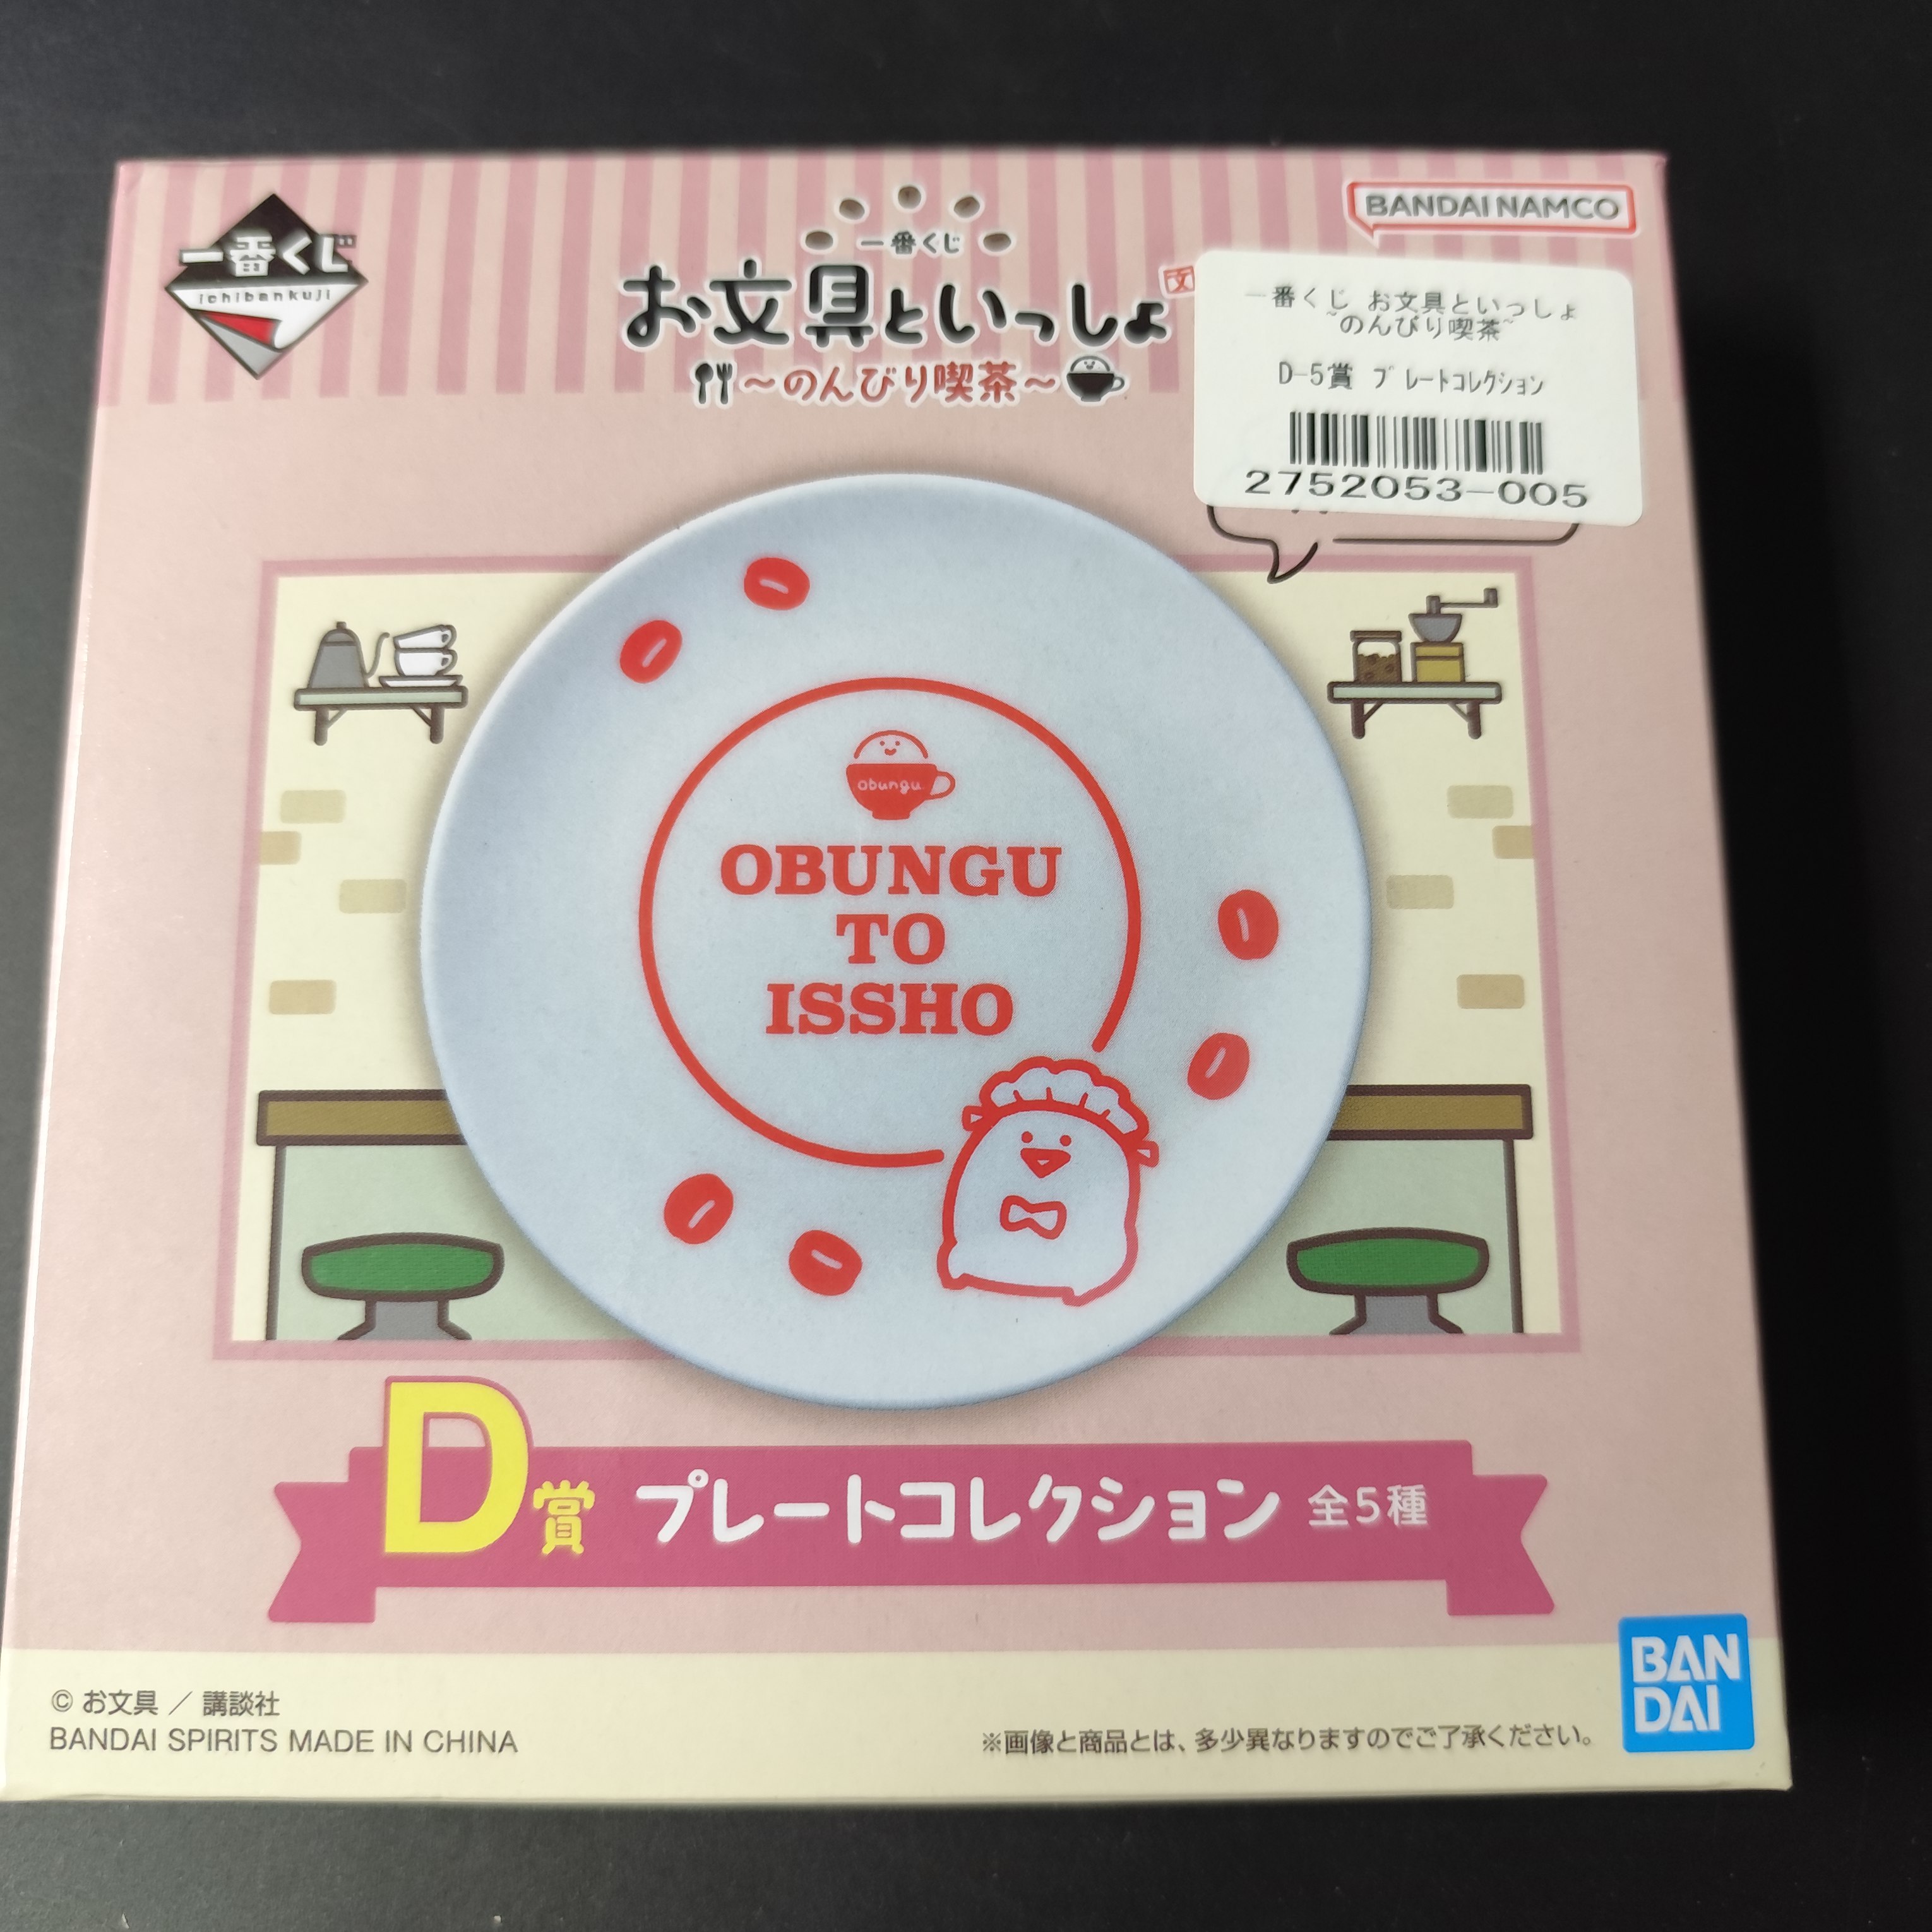 一番くじ
ichibankuji
一番くじ
お文具といっしょ
文
～のんびり喫茶～
BANDAI NAMCO
一番くじ お文具といっしょ
~のんびり喫茶~
D-5賞 プレートコレクション
2752053-005
obungu
OBUNGU
TO
ISSHO
D賞 プレートコレクション 全5種
© お文具 ／ 講談社
BANDAI SPIRITS MADE IN CHINA
※画像と商品とは、多少異なりますのでご了承ください。
BAN
DAI